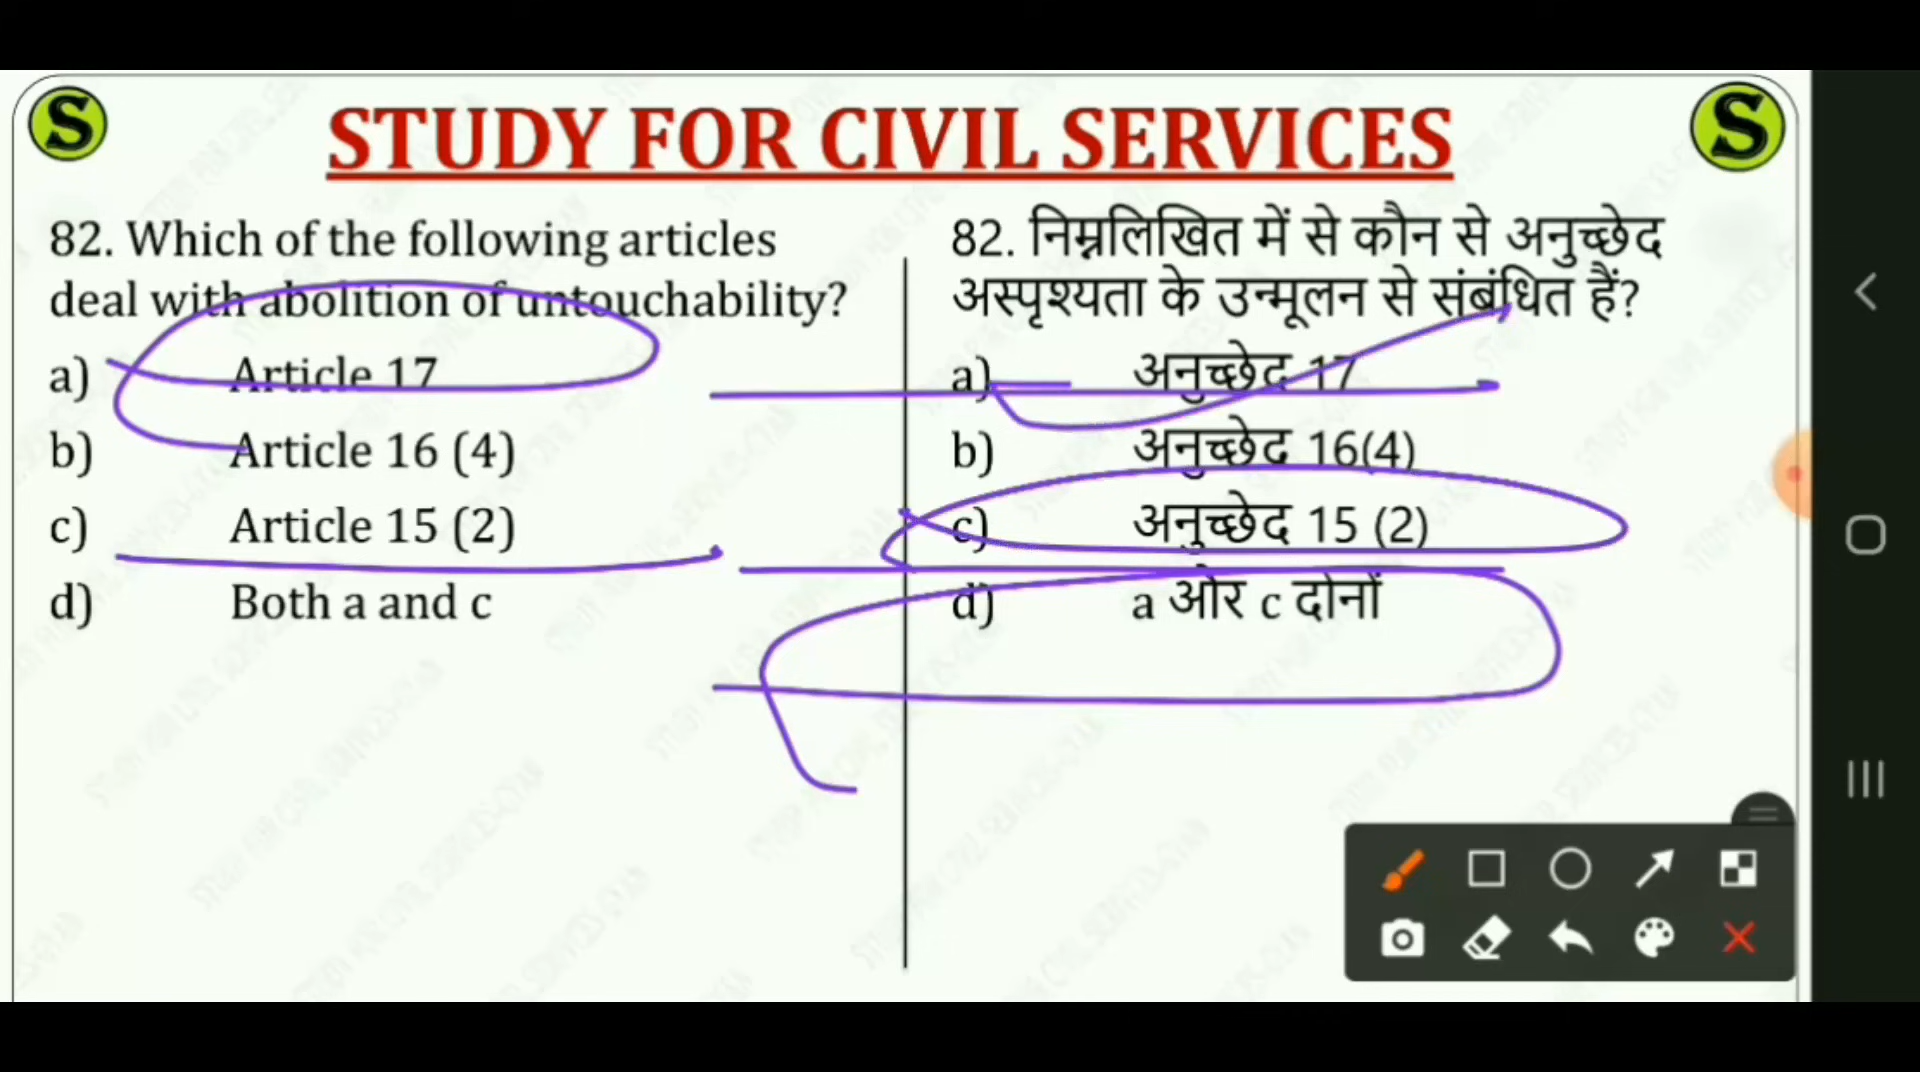 S
STUDY FOR CIVIL SERVICES
S
82. Which of the following articles
deal with abolition of untouchability?
a) Article 17
b) Article 16 (4)
c) Article 15 (2)
d) Both a and c
82. निम्नलिखित में से कौन से अनुच्छेद
अस्पृश्यता के उन्मूलन से संबंधित हैं?
a) अनुच्छेद 17
b) अनुच्छेद 16(4)
c) अनुच्छेद 15 (2)
d) a और c दोनों